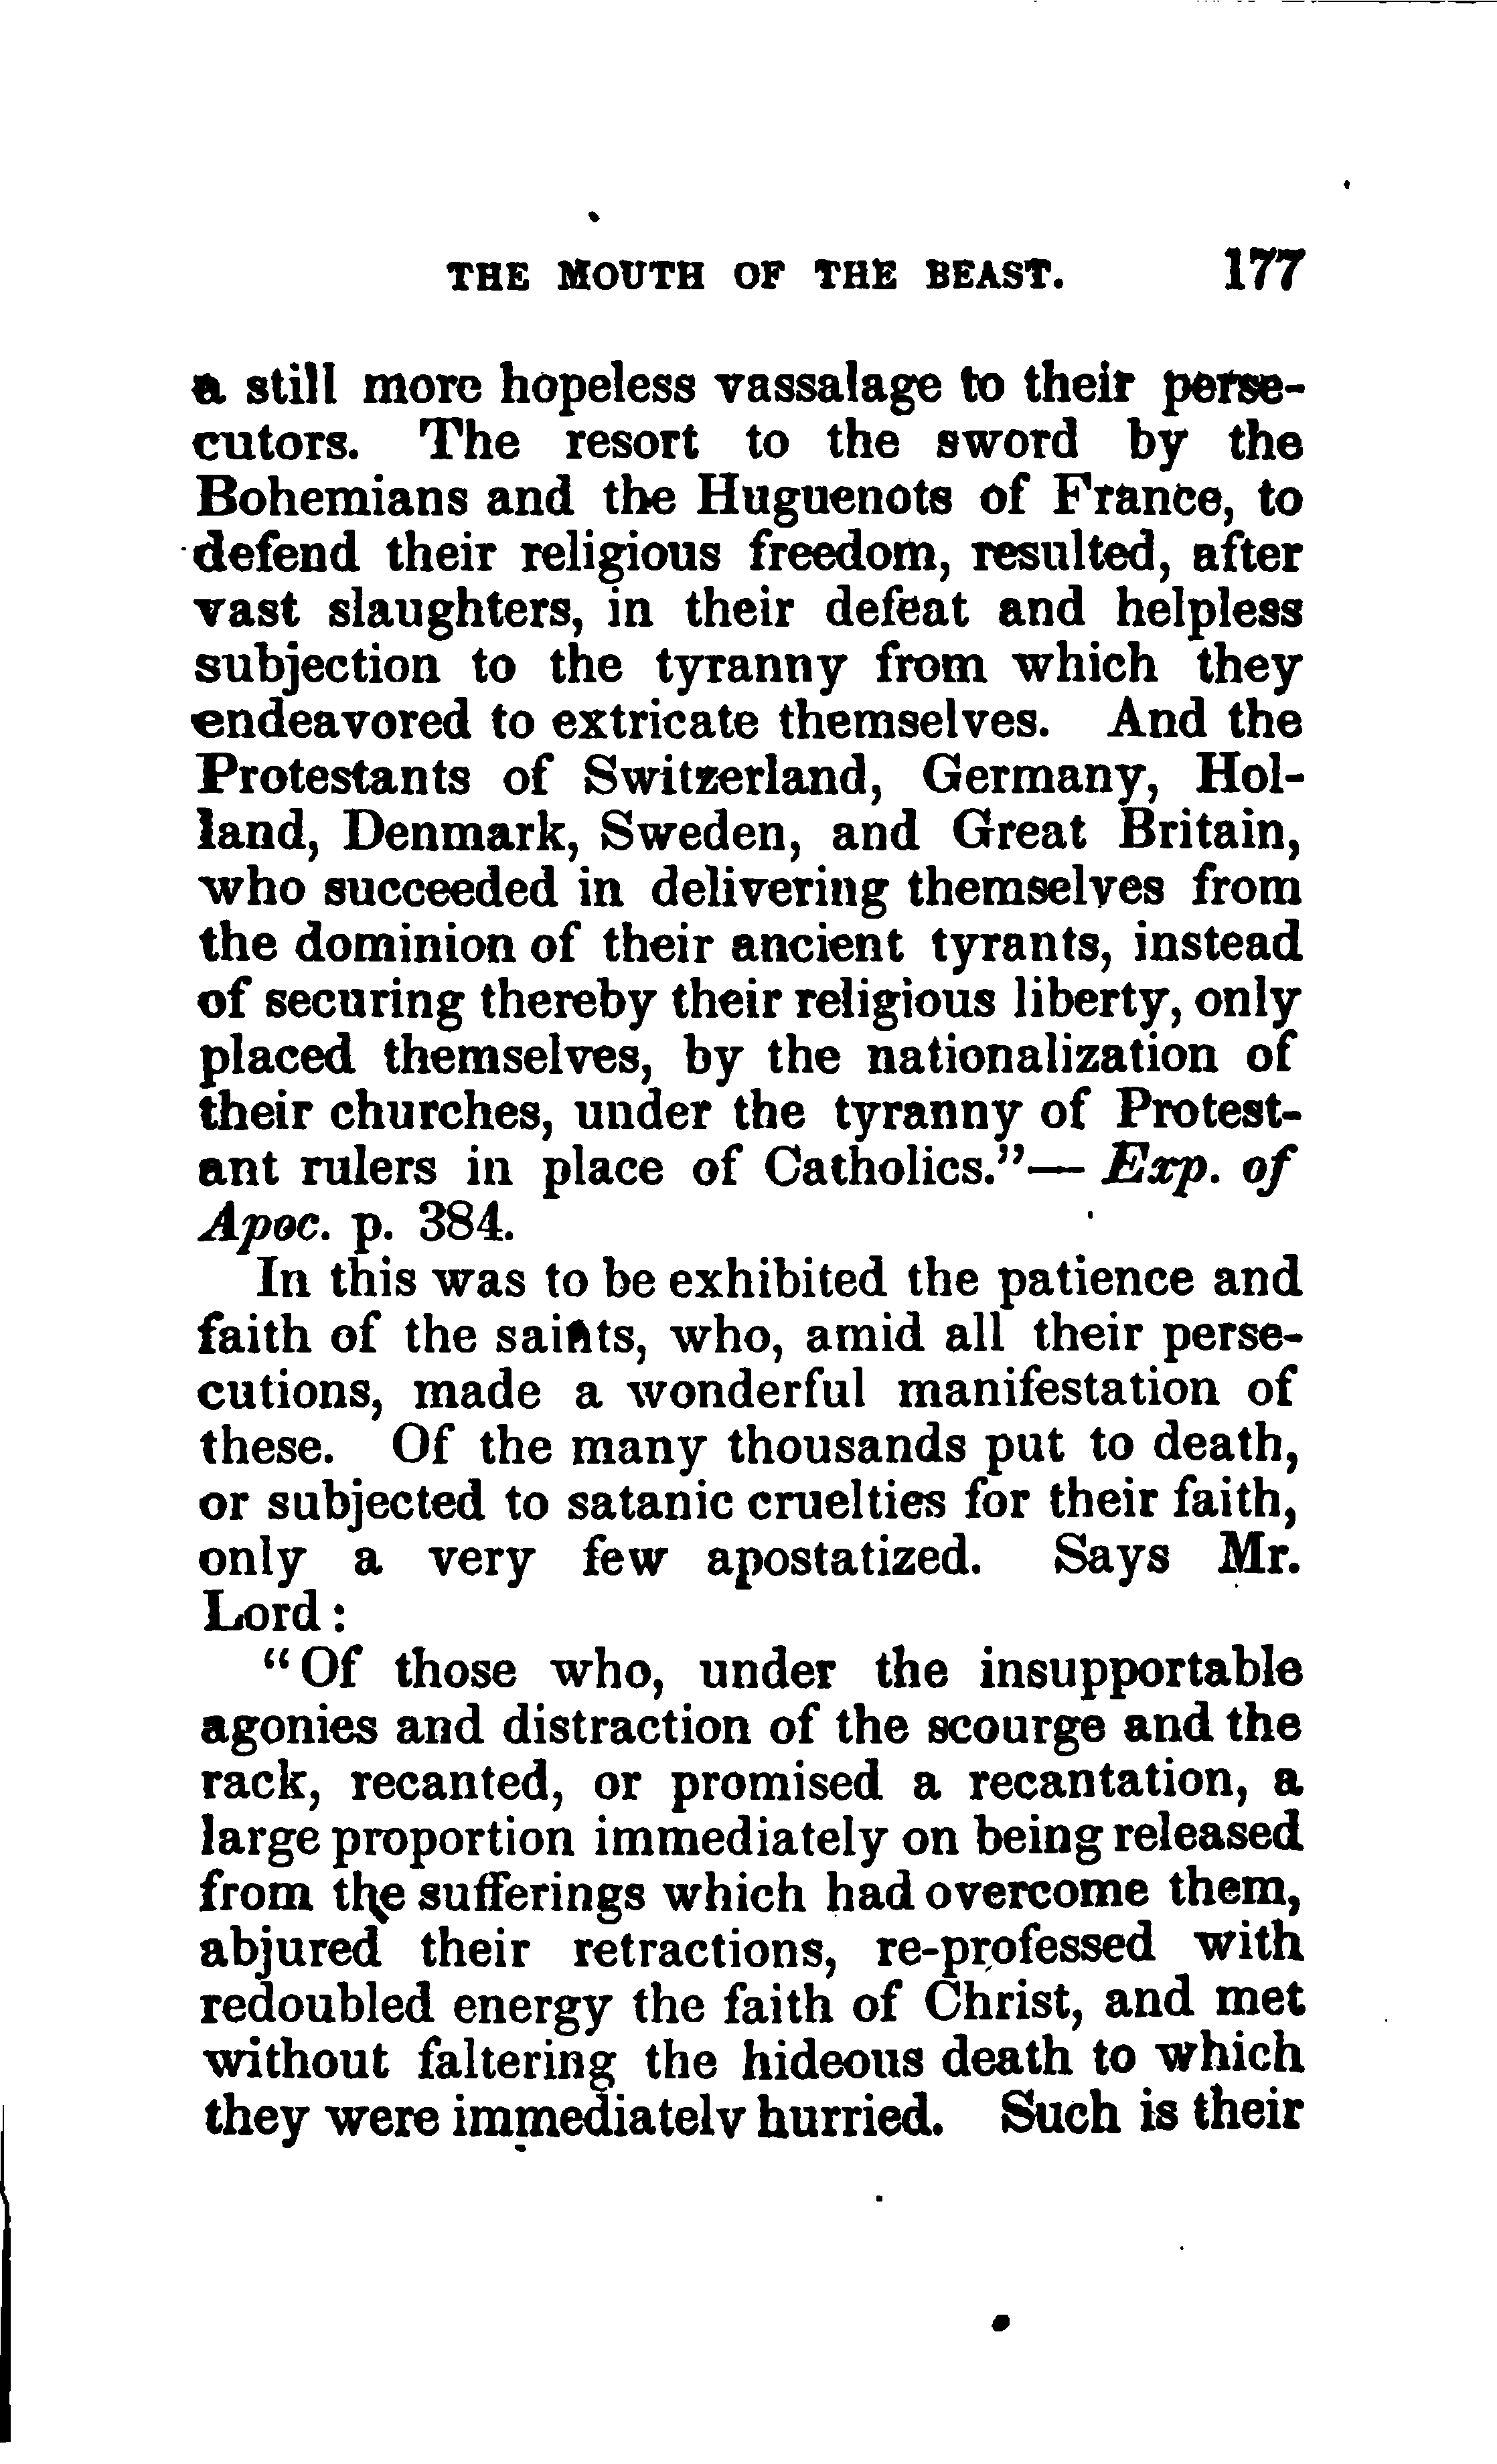 THE MOUTH OF THE BEAST. 177
a still more hopeless vassalage to their perse-
cutors. The resort to the sword by the
Bohemians and the Huguenots of France, to
defend their religious freedom, resulted, after
vast slaughters, in their defeat and helpless
subjection to the tyranny from which they
endeavored to extricate themselves. And the
Protestants of Switzerland, Germany, Hol-
land, Denmark, Sweden, and Great Britain,
who succeeded in delivering themselves from
the dominion of their ancient tyrants, instead
of securing thereby their religious liberty, only
placed themselves, by the nationalization of
their churches, under the tyranny of Protest-
ant rulers in place of Catholics."— Exp. of
Apoc. p. 384.
In this was to be exhibited the patience and
faith of the saints, who, amid all their perse-
cutions, made a wonderful manifestation of
these. Of the many thousands put to death,
or subjected to satanic cruelties for their faith,
only a very few apostatized. Says Mr.
Lord:
"Of those who, under the insupportable
agonies and distraction of the scourge and the
rack, recanted, or promised a recantation, a
large proportion immediately on being released
from the sufferings which had overcome them,
abjured their retractions, re-professed with
redoubled energy the faith of Christ, and met
without faltering the hideous death to which
they were immediately hurried. Such is their